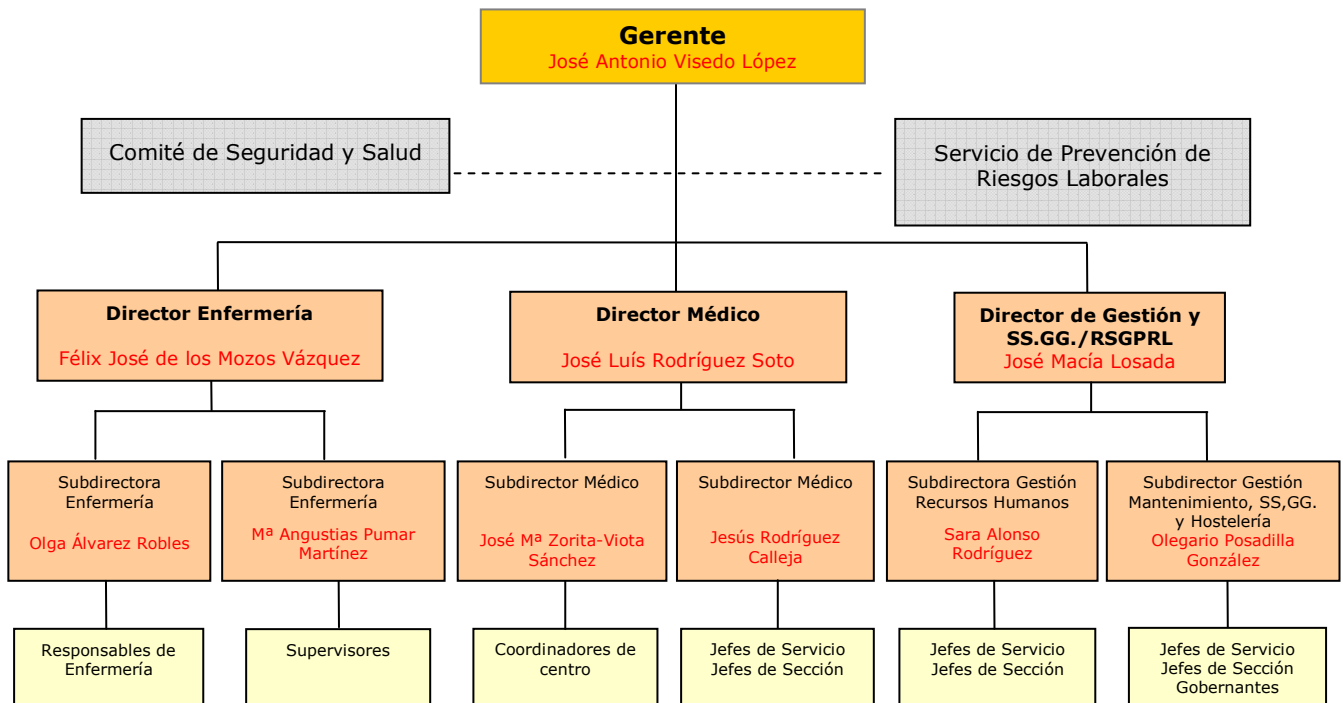 Gerente
José Antonio Visedo López
Comité de Seguridad y Salud
Servicio de Prevención de
Riesgos Laborales
Director Enfermería
Félix José de los Mozos Vázquez
Director Médico
José Luís Rodríguez Soto
Director de Gestión y
SS.GG./RSGPRL
José Macía Losada
Subdirectora
Enfermería
Olga Álvarez Robles
Subdirectora
Enfermería
Mª Angustias Pumar
Martínez
Subdirector Médico
José Mª Zorita-Viota
Sánchez
Subdirector Médico
Jesús Rodríguez
Calleja
Subdirectora Gestión
Recursos Humanos
Sara Alonso
Rodríguez
Subdirector Gestión
Mantenimiento, SS,GG.
y Hostelería
Olegario Posadilla
González
Responsables de
Enfermería
Supervisores
Coordinadores de
centro
Jefes de Servicio
Jefes de Sección
Jefes de Servicio
Jefes de Sección
Jefes de Servicio
Jefes de Sección
Gobernantes